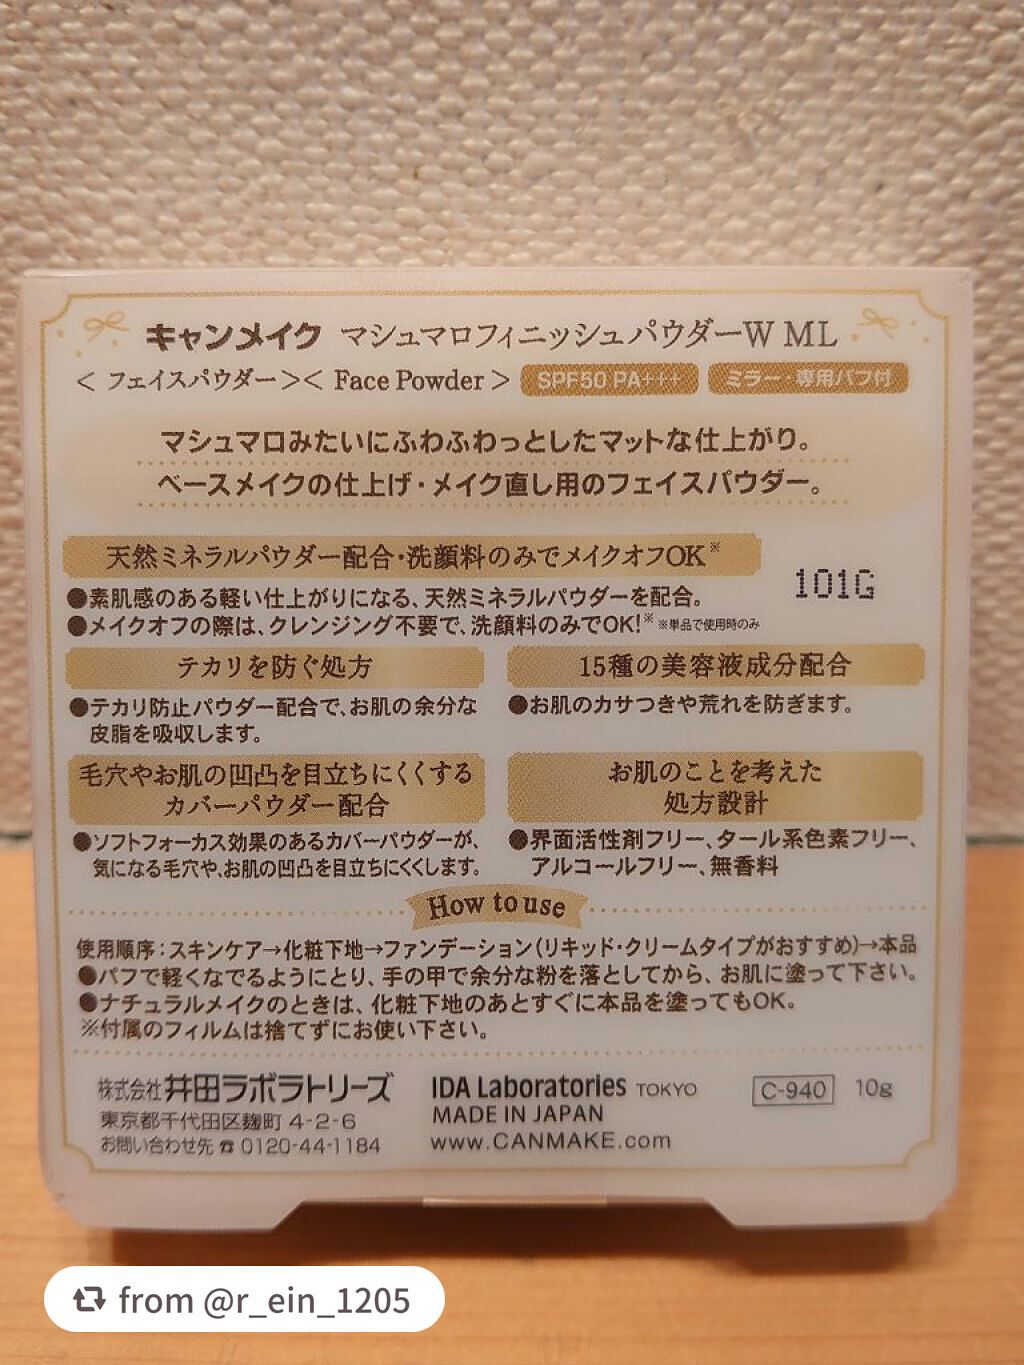 キャンメイク マシュマロフィニッシュパウダーW ML
＜ フェイスパウダー＞＜ Face Powder ＞ SPF50 PA+++ ミラー・専用パフ付
マシュマロみたいにふわふわっとしたマットな仕上がり。
ベースメイクの仕上げ・メイク直し用のフェイスパウダー。
天然ミネラルパウダー配合・洗顔料のみでメイクオフOK※
101G
●素肌感のある軽い仕上がりになる、天然ミネラルパウダーを配合。
●メイクオフの際は、クレンジング不要で、洗顔料のみでOK!※ ※単品で使用時のみ
テカリを防ぐ処方
●テカリ防止パウダー配合で、お肌の余分な
皮脂を吸収します。
15種の美容液成分配合
●お肌のカサつきや荒れを防ぎます。
毛穴やお肌の凹凸を目立ちにくくする
カバーパウダー配合
●ソフトフォーカス効果のあるカバーパウダーが、
気になる毛穴や、お肌の凹凸を目立ちにくくします。
お肌のことを考えた
処方設計
●界面活性剤フリー、タール系色素フリー、
アルコールフリー、無香料
How to use
使用順序：スキンケア→化粧下地→ファンデーション(リキッド・クリームタイプがおすすめ)→本品
●パフで軽くなでるようにとり、手の甲で余分な粉を落としてから、お肌に塗って下さい。
●ナチュラルメイクのときは、化粧下地のあとすぐに本品を塗ってもOK。
※付属のフィルムは捨てずにお使い下さい。
株式会社井田ラボラトリーズ
東京都千代田区麹町 4-2-6
お問い合わせ先 ☎ 0120-44-1184
IDA Laboratories TOKYO
MADE IN JAPAN
www.CANMAKE.com
C-940 10g
from @r_ein_1205